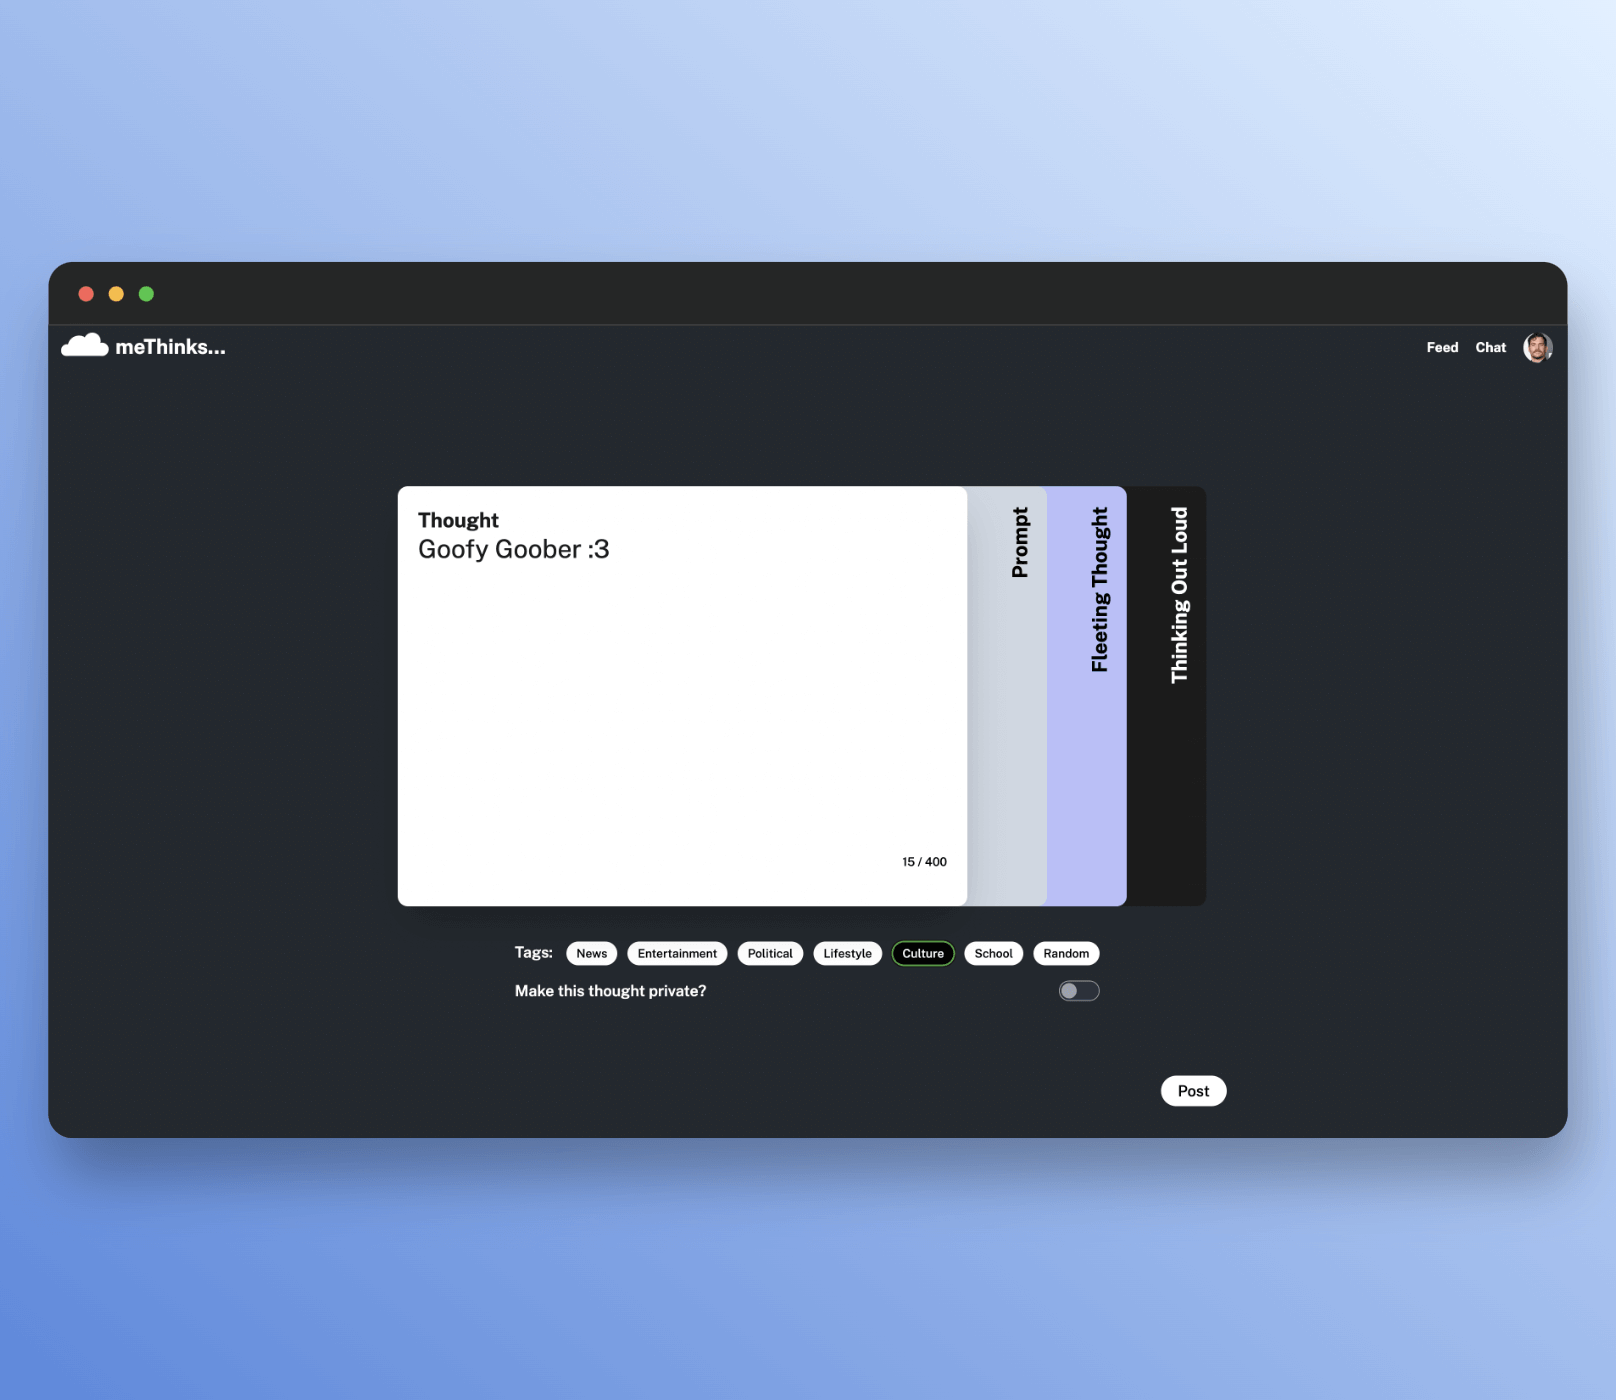 meThinks...
Feed Chat
Thought
Goofy Goober :3
15 / 400
Prompt
Fleeting Thought
Thinking Out Loud
Tags: News Entertainment Political Lifestyle Culture School Random
Make this thought private?
Post